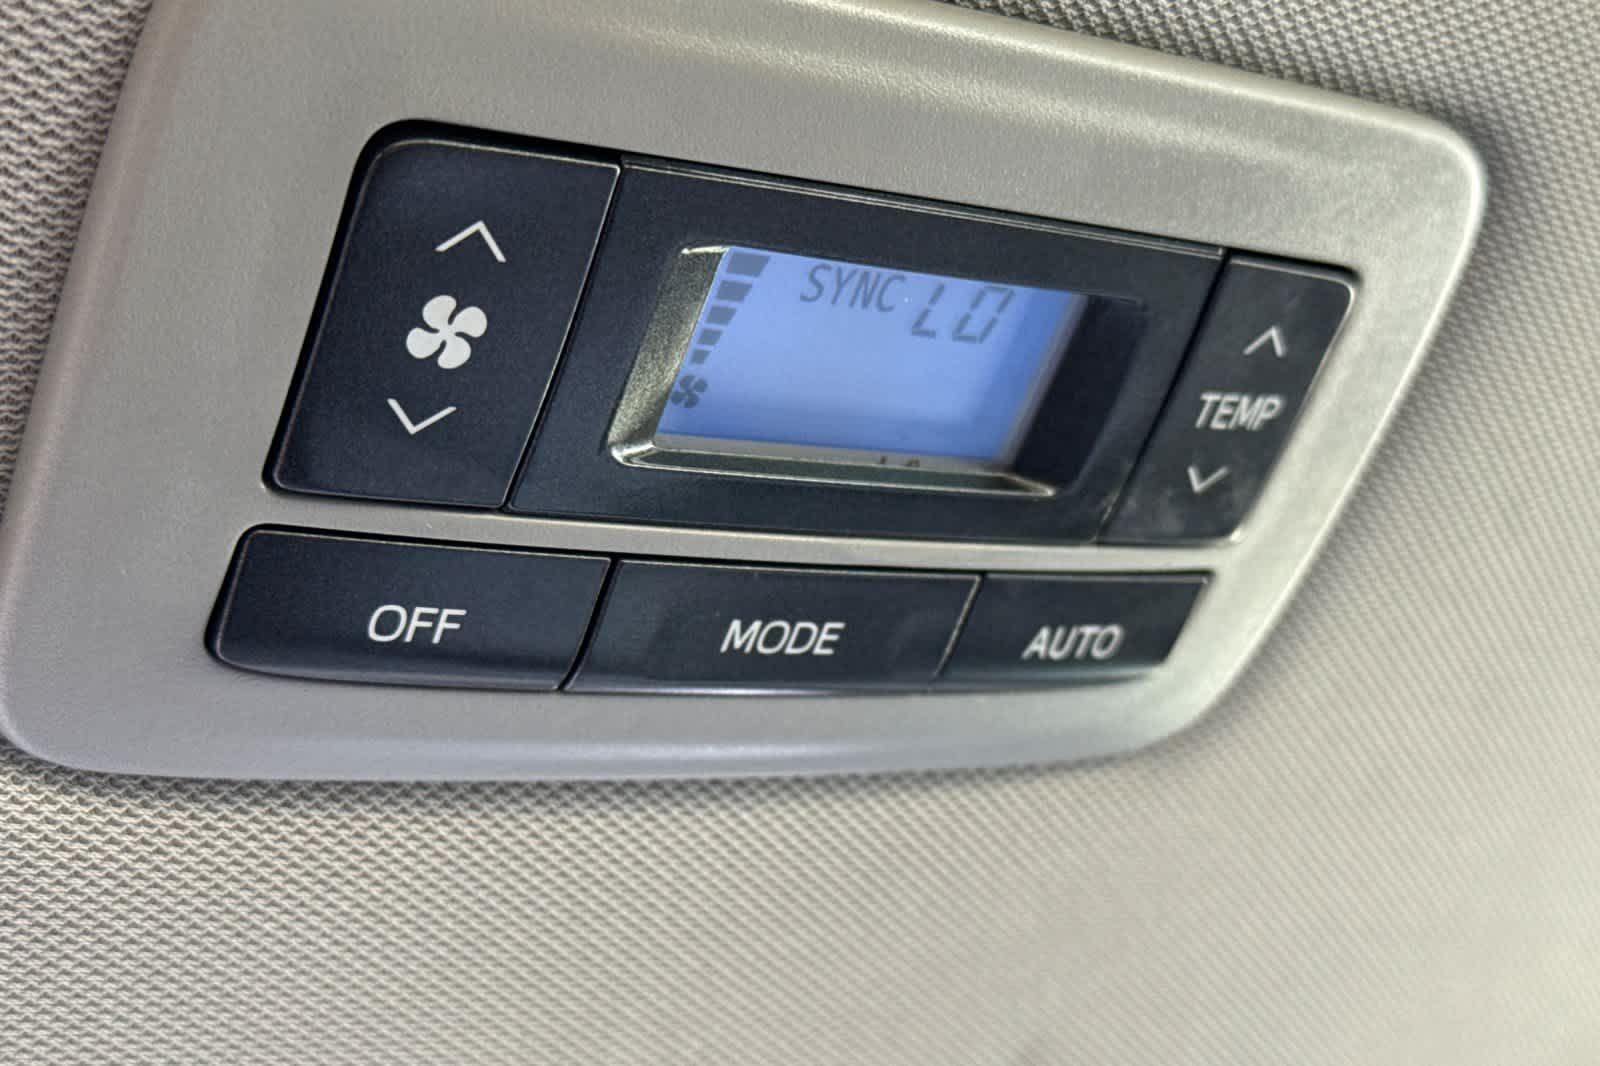 SYNC LO
TEMP
OFF MODE AUTO